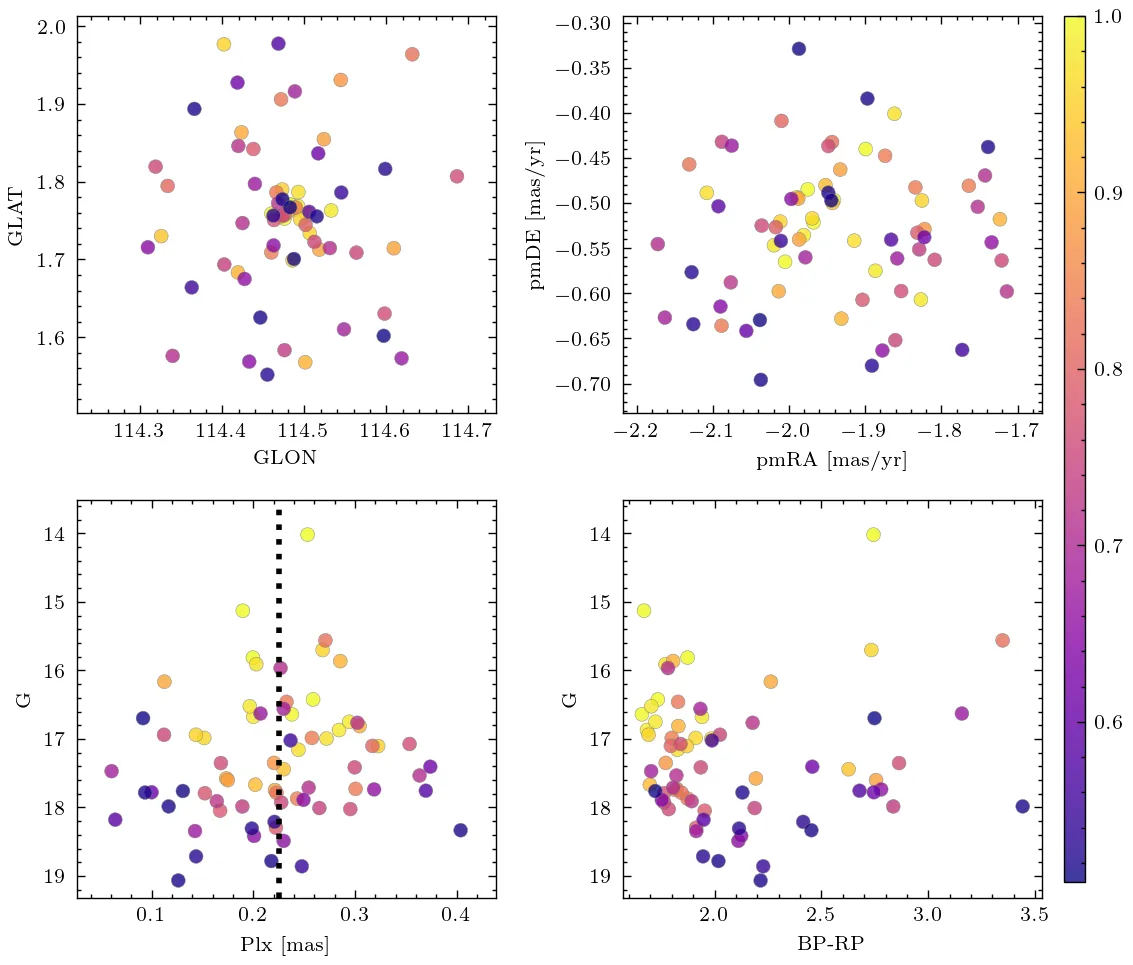 2.0
1.9
1.8
1.7
1.6
GLAT
114.3 114.4 114.5 114.6 114.7
GLON
−0.30
−0.35
−0.40
−0.45
−0.50
−0.55
−0.60
−0.65
−0.70
pmDE [mas/yr]
−2.2 −2.1 −2.0 −1.9 −1.8 −1.7
pmRA [mas/yr]
14
15
16
17
18
19
G
0.1 0.2 0.3 0.4
Plx [mas]
14
15
16
17
18
19
G
2.0 2.5 3.0 3.5
BP-RP
1.0
0.9
0.8
0.7
0.6